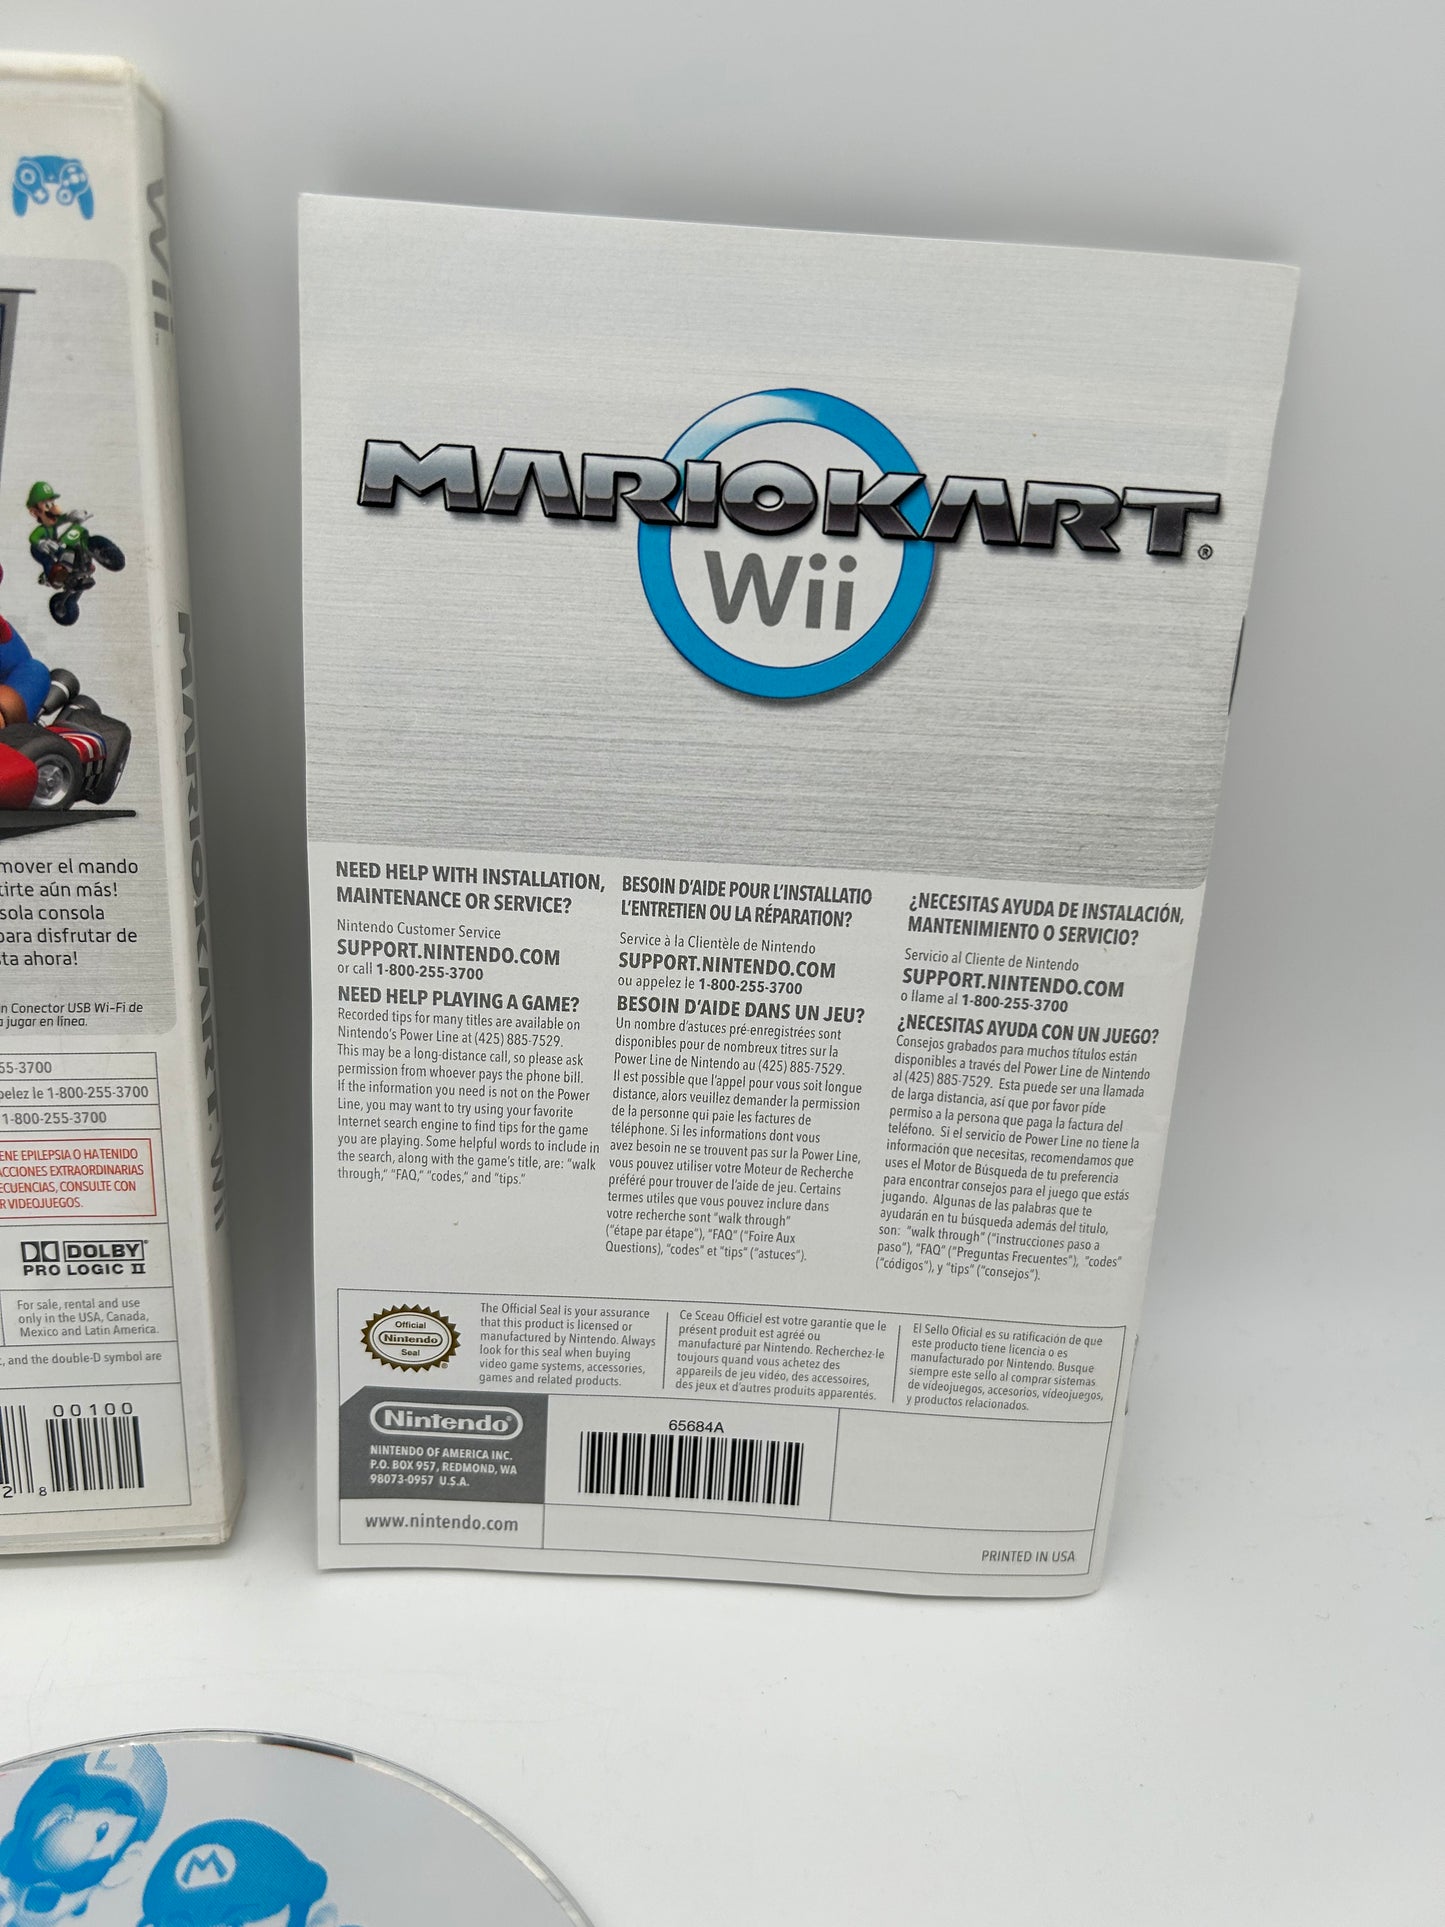 Wii
MARIOKART Wii
mover el mando
tirte aún más!
sola consola
para disfrutar de
sta ahora!
n Conector USB Wi-Fi de
a jugar en línea.
55-3700
pelez le 1-800-255-3700
1-800-255-3700
ENE EPILEPSIA O HA TENIDO
ACCIONES EXTRAORDINARIAS
ECUENCIAS, CONSULTE CON
R VIDEOJUEGOS.
DOLBY
PRO LOGIC II
For sale, rental and use
only in the USA, Canada,
Mexico and Latin America.
, and the double-D symbol are
00100
2 8
MARIOKART®
Wii
NEED HELP WITH INSTALLATION,
MAINTENANCE OR SERVICE?
Nintendo Customer Service
SUPPORT.NINTENDO.COM
or call 1-800-255-3700
NEED HELP PLAYING A GAME?
Recorded tips for many titles are available on
Nintendo's Power Line at (425) 885-7529.
This may be a long-distance call, so please ask
permission from whoever pays the phone bill.
If the information you need is not on the Power
Line, you may want to try using your favorite
Internet search engine to find tips for the game
you are playing. Some helpful words to include in
the search, along with the game's title, are: "walk
through," "FAQ," "codes," and "tips."
BESOIN D'AIDE POUR L'INSTALLATIO
L'ENTRETIEN OU LA RÉPARATION?
Service à la Clientèle de Nintendo
SUPPORT.NINTENDO.COM
ou appelez le 1-800-255-3700
BESOIN D'AIDE DANS UN JEU?
Un nombre d'astuces pré-enregistrées sont
disponibles pour de nombreux titres sur la
Power Line de Nintendo au (425) 885-7529.
Il est possible que l'appel pour vous soit longue
distance, alors veuillez demander la permission
de la personne qui paie les factures de
téléphone. Si les informations dont vous
avez besoin ne se trouvent pas sur la Power Line,
vous pouvez utiliser votre Moteur de Recherche
préféré pour trouver de l'aide de jeu. Certains
termes utiles que vous pouvez inclure dans
votre recherche sont "walk through"
("étape par étape"), "FAQ" ("Foire Aux
Questions), "codes" et "tips" ("astuces").
¿NECESITAS AYUDA DE INSTALACIÓN,
MANTENIMIENTO O SERVICIO?
Servicio al Cliente de Nintendo
SUPPORT.NINTENDO.COM
o llame al 1-800-255-3700
¿NECESITAS AYUDA CON UN JUEGO?
Consejos grabados para muchos títulos están
disponibles a través del Power Line de Nintendo
al (425) 885-7529. Esta puede ser una llamada
de larga distancia, así que por favor píde
permiso a la persona que paga la factura del
teléfono. Si el servicio de Power Line no tiene la
información que necesitas, recomendamos que
uses el Motor de Búsqueda de tu preferencia
para encontrar consejos para el juego que estás
jugando. Algunas de las palabras que te
ayudarán en tu búsqueda además del titulo,
son: "walk through" ("instrucciones paso a
paso"), "FAQ" ("Preguntas Frecuentes"), "codes"
("códigos"), y "tips" ("consejos").
Official
Nintendo
Seal
The Official Seal is your assurance
that this product is licensed or
manufactured by Nintendo. Always
look for this seal when buying
video game systems, accessories,
games and related products.
Ce Sceau Officiel est votre garantie que le
présent produit est agréé ou
manufacturé par Nintendo. Recherchez-le
toujours quand vous achetez des
appareils de jeu vidéo, des accessoires,
des jeux et d'autres produits apparentés.
El Sello Oficial es su ratificación de que
este producto tiene licencia o es
manufacturado por Nintendo. Busque
siempre este sello al comprar sistemas
de vídeojuegos, accesorios, vídeojuegos,
y productos relacionados.
Nintendo®
NINTENDO OF AMERICA INC.
P.O. BOX 957, REDMOND, WA
98073-0957 U.S.A.
65684A
www.nintendo.com
PRINTED IN USA
L
M